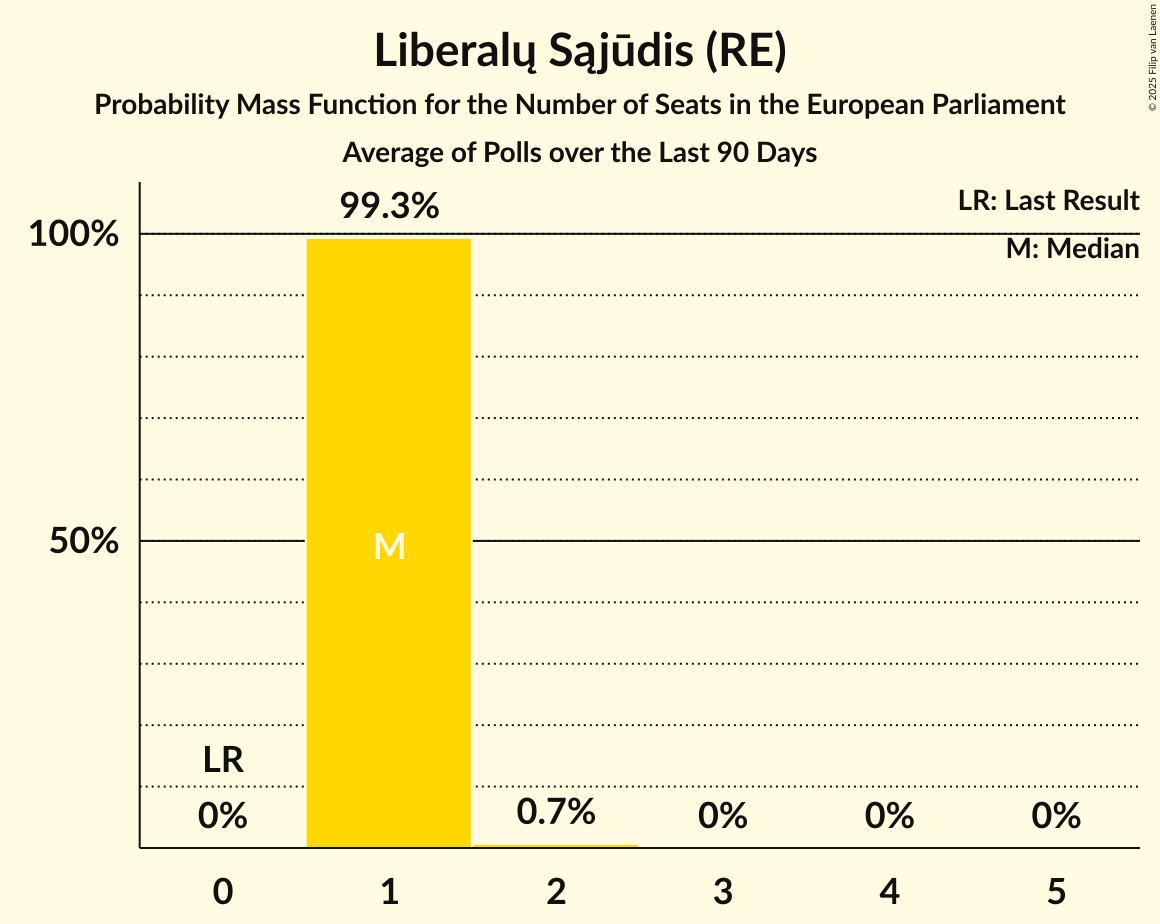 Liberalų Sąjūdis (RE)
Probability Mass Function for the Number of Seats in the European Parliament
Average of Polls over the Last 90 Days
© 2025 Filip van Laenen
LR: Last Result
M: Median
99.3%
100%
50%
M
LR
0%
0.7%
0%
0%
0%
0 1 2 3 4 5